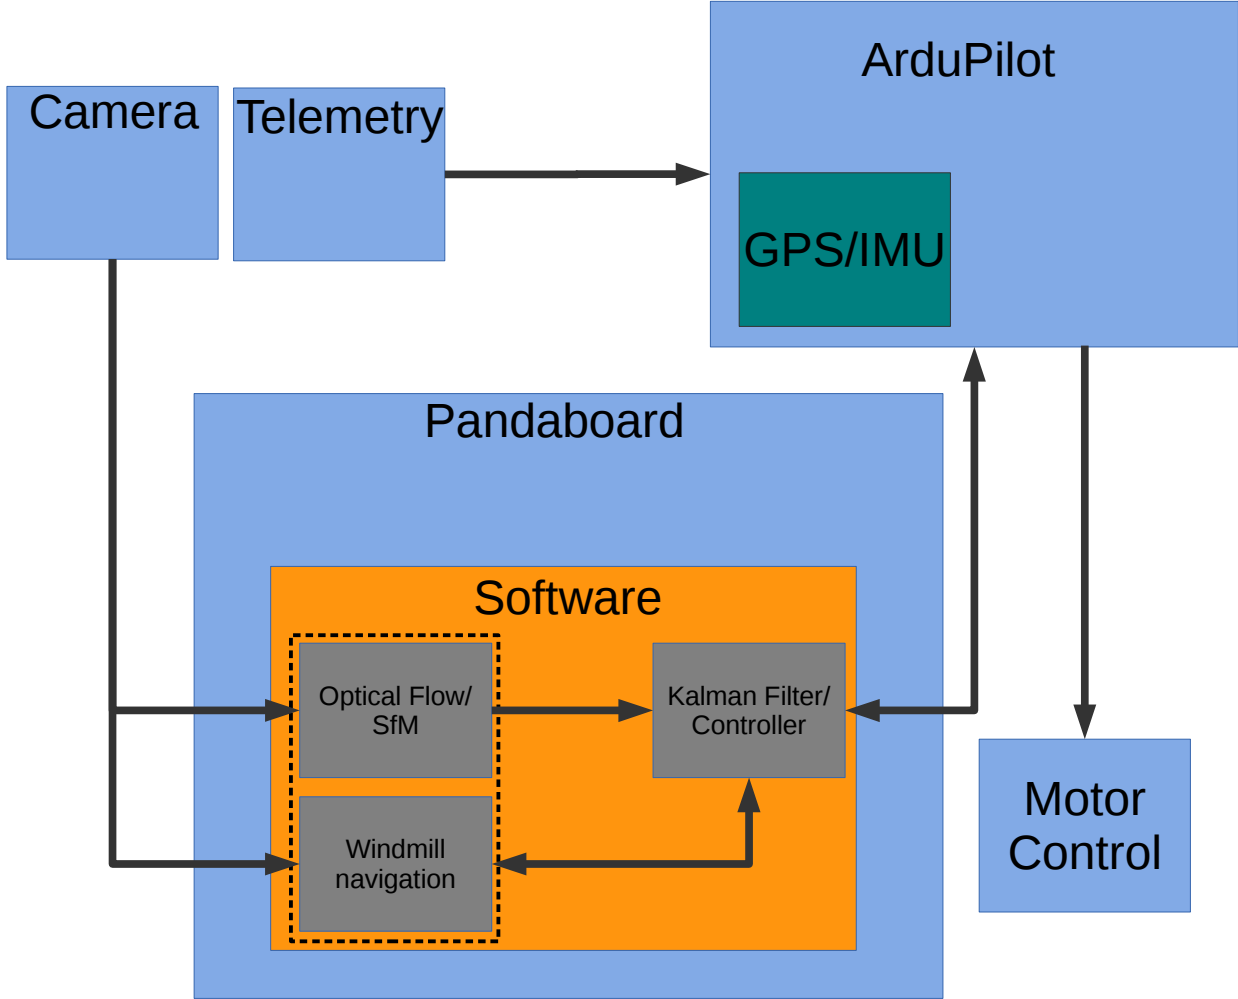 ArduPilot
Camera
Telemetry
GPS/IMU
Pandaboard
Software
Optical Flow/
SfM
Kalman Filter/
Controller
Windmill
navigation
Motor
Control